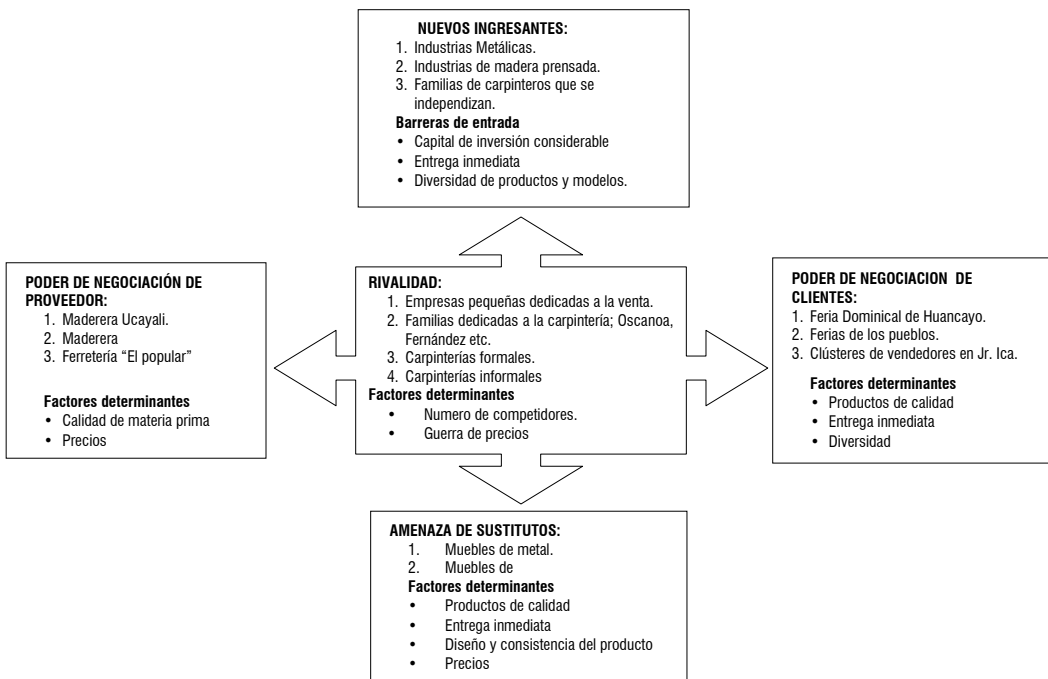 NUEVOS INGRESANTES:
1. Industrias Metálicas.
2. Industrias de madera prensada.
3. Familias de carpinteros que se
independizan.
Barreras de entrada
• Capital de inversión considerable
• Entrega inmediata
• Diversidad de productos y modelos.
PODER DE NEGOCIACIÓN DE
PROVEEDOR:
1. Maderera Ucayali.
2. Maderera
3. Ferretería “El popular”
Factores determinantes
• Calidad de materia prima
• Precios
RIVALIDAD:
1. Empresas pequeñas dedicadas a la venta.
2. Familias dedicadas a la carpintería; Oscanoa,
Fernández etc.
3. Carpinterías formales.
4. Carpinterías informales
Factores determinantes
• Numero de competidores.
• Guerra de precios
PODER DE NEGOCIACION DE
CLIENTES:
1. Feria Dominical de Huancayo.
2. Ferias de los pueblos.
3. Clústeres de vendedores en Jr. Ica.
Factores determinantes
• Productos de calidad
• Entrega inmediata
• Diversidad
AMENAZA DE SUSTITUTOS:
1. Muebles de metal.
2. Muebles de
Factores determinantes
• Productos de calidad
• Entrega inmediata
• Diseño y consistencia del producto
• Precios